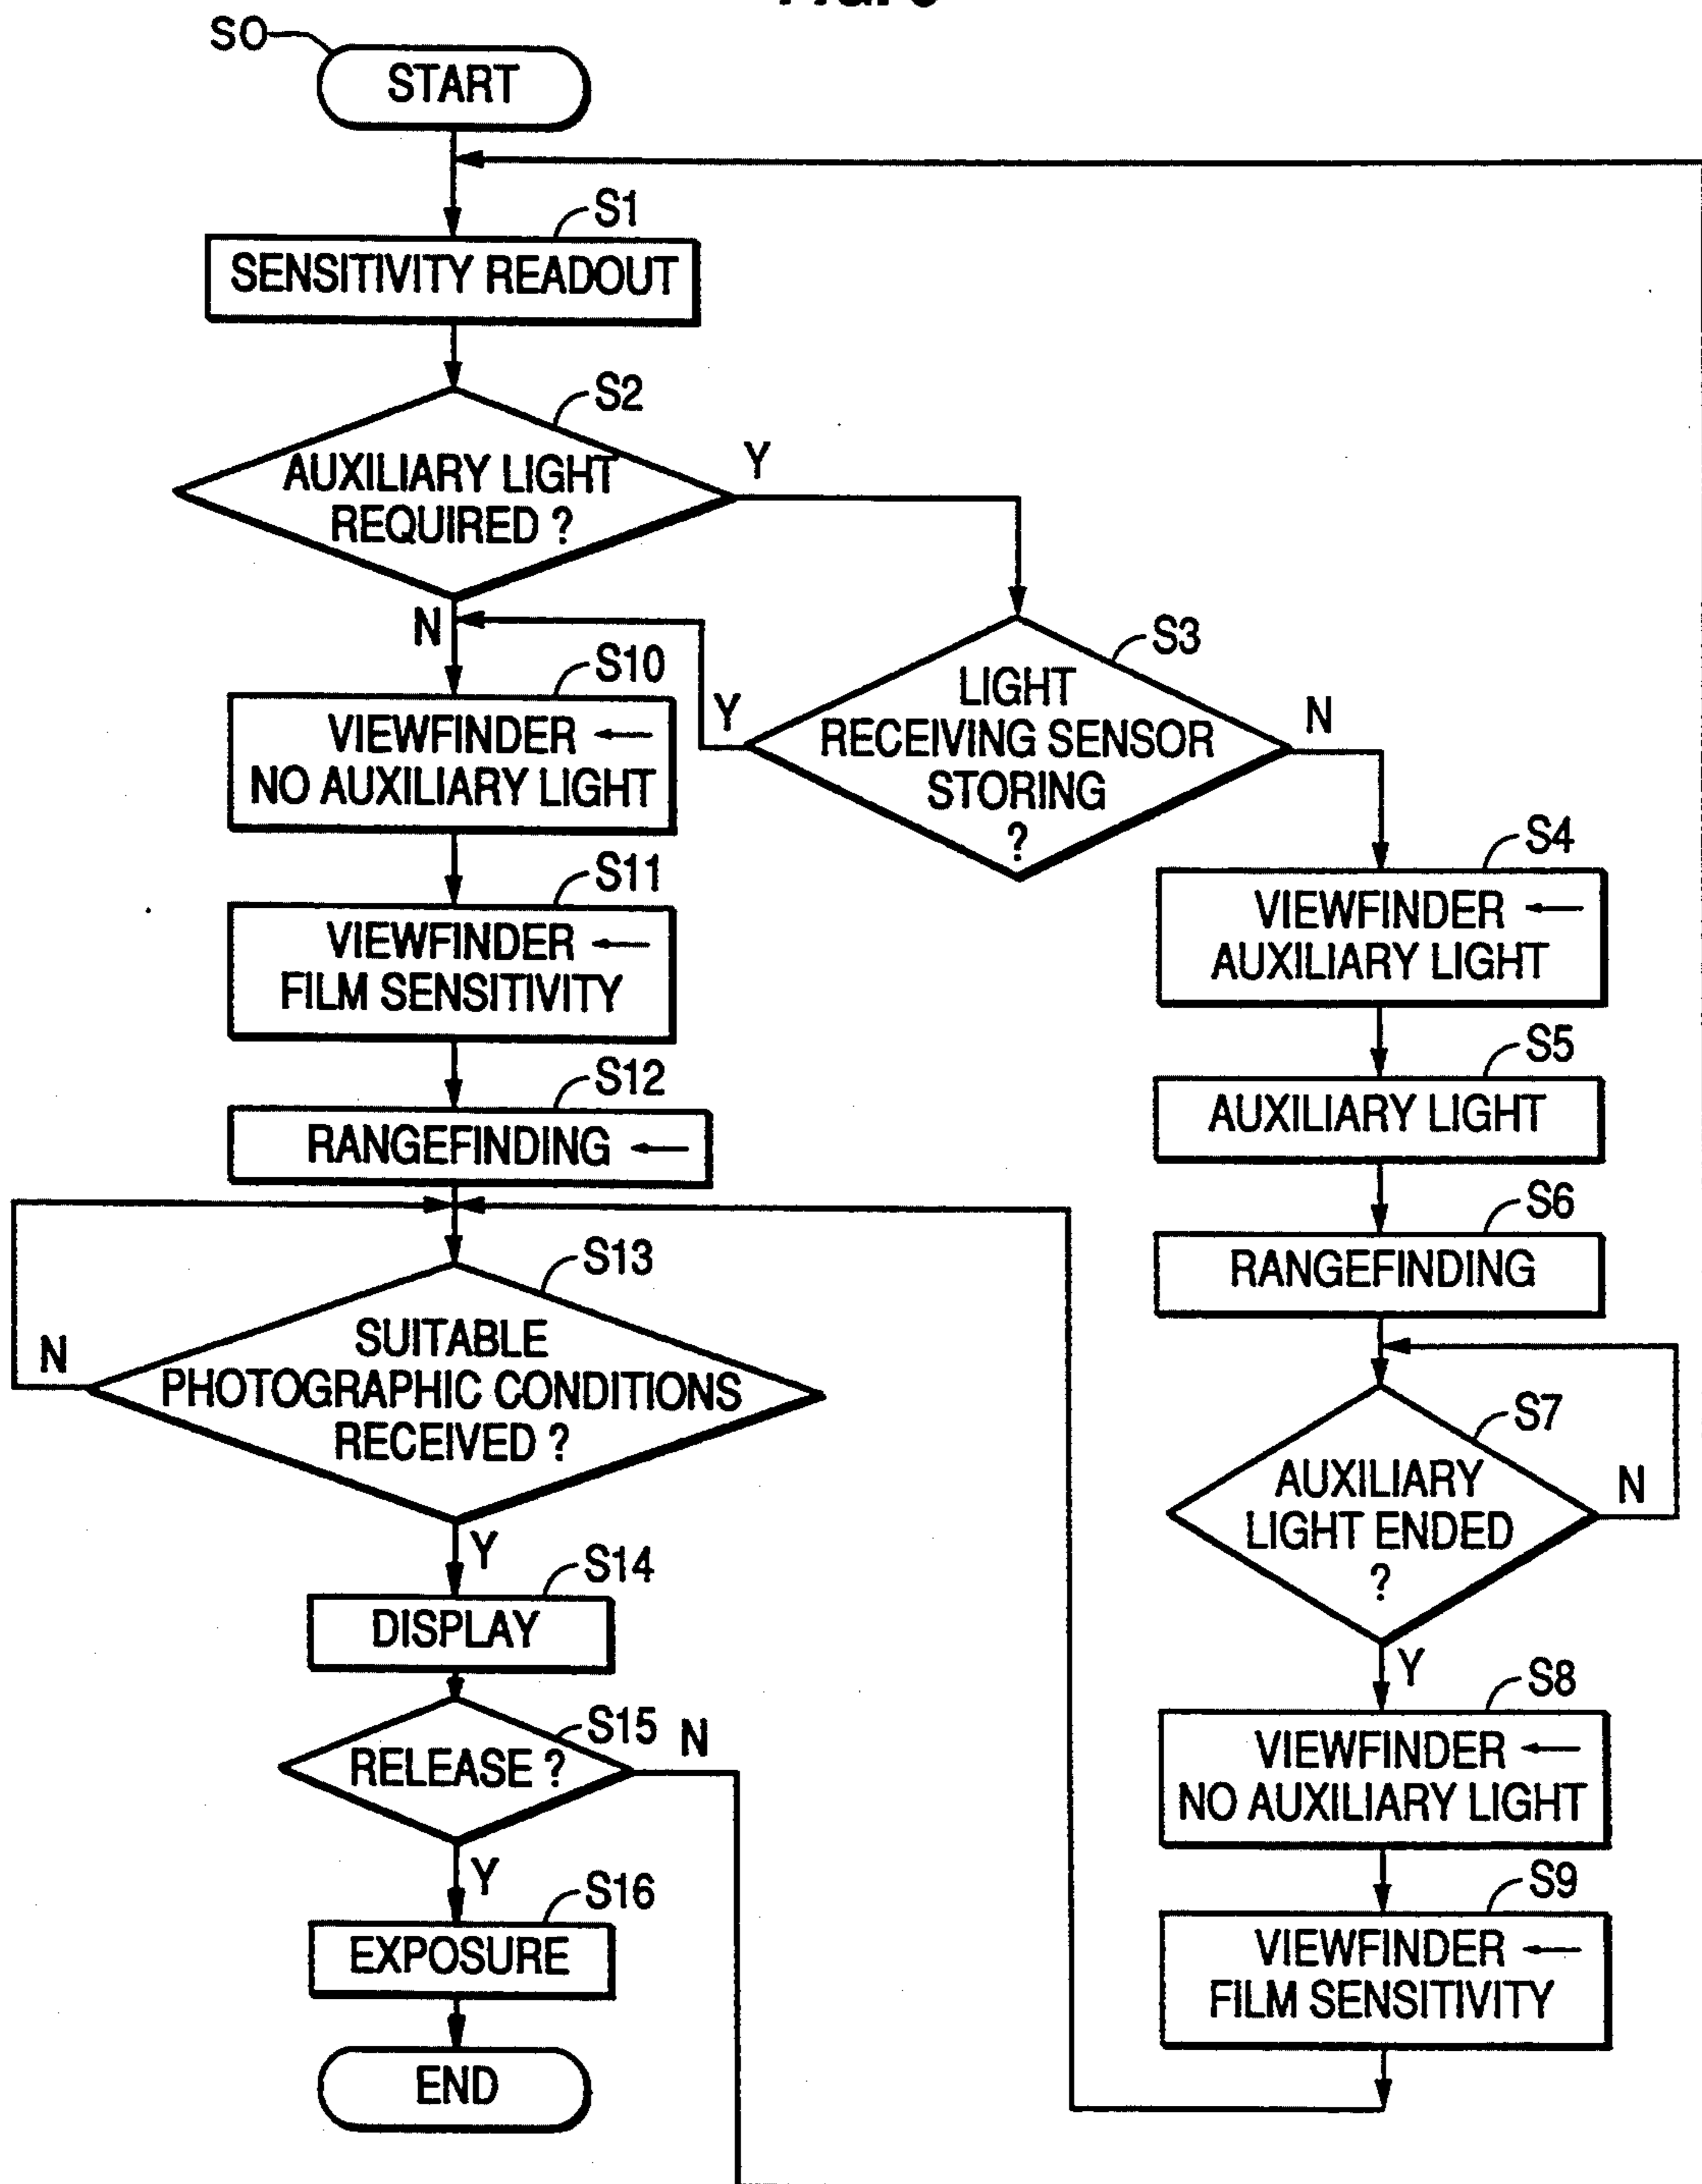 S0
START
S1
SENSITIVITY READOUT
S2
AUXILIARY LIGHT
REQUIRED ?
Y
N
S3
LIGHT
RECEIVING SENSOR
STORING
?
Y
N
S10
VIEWFINDER ←
NO AUXILIARY LIGHT
S11
VIEWFINDER ←
FILM SENSITIVITY
S12
RANGEFINDING ←
S13
SUITABLE
PHOTOGRAPHIC CONDITIONS
RECEIVED ?
N
Y
S14
DISPLAY
S15
RELEASE ?
N
Y
S16
EXPOSURE
END
S4
VIEWFINDER ←
AUXILIARY LIGHT
S5
AUXILIARY LIGHT
S6
RANGEFINDING
S7
AUXILIARY
LIGHT ENDED
?
N
Y
S8
VIEWFINDER ←
NO AUXILIARY LIGHT
S9
VIEWFINDER ←
FILM SENSITIVITY